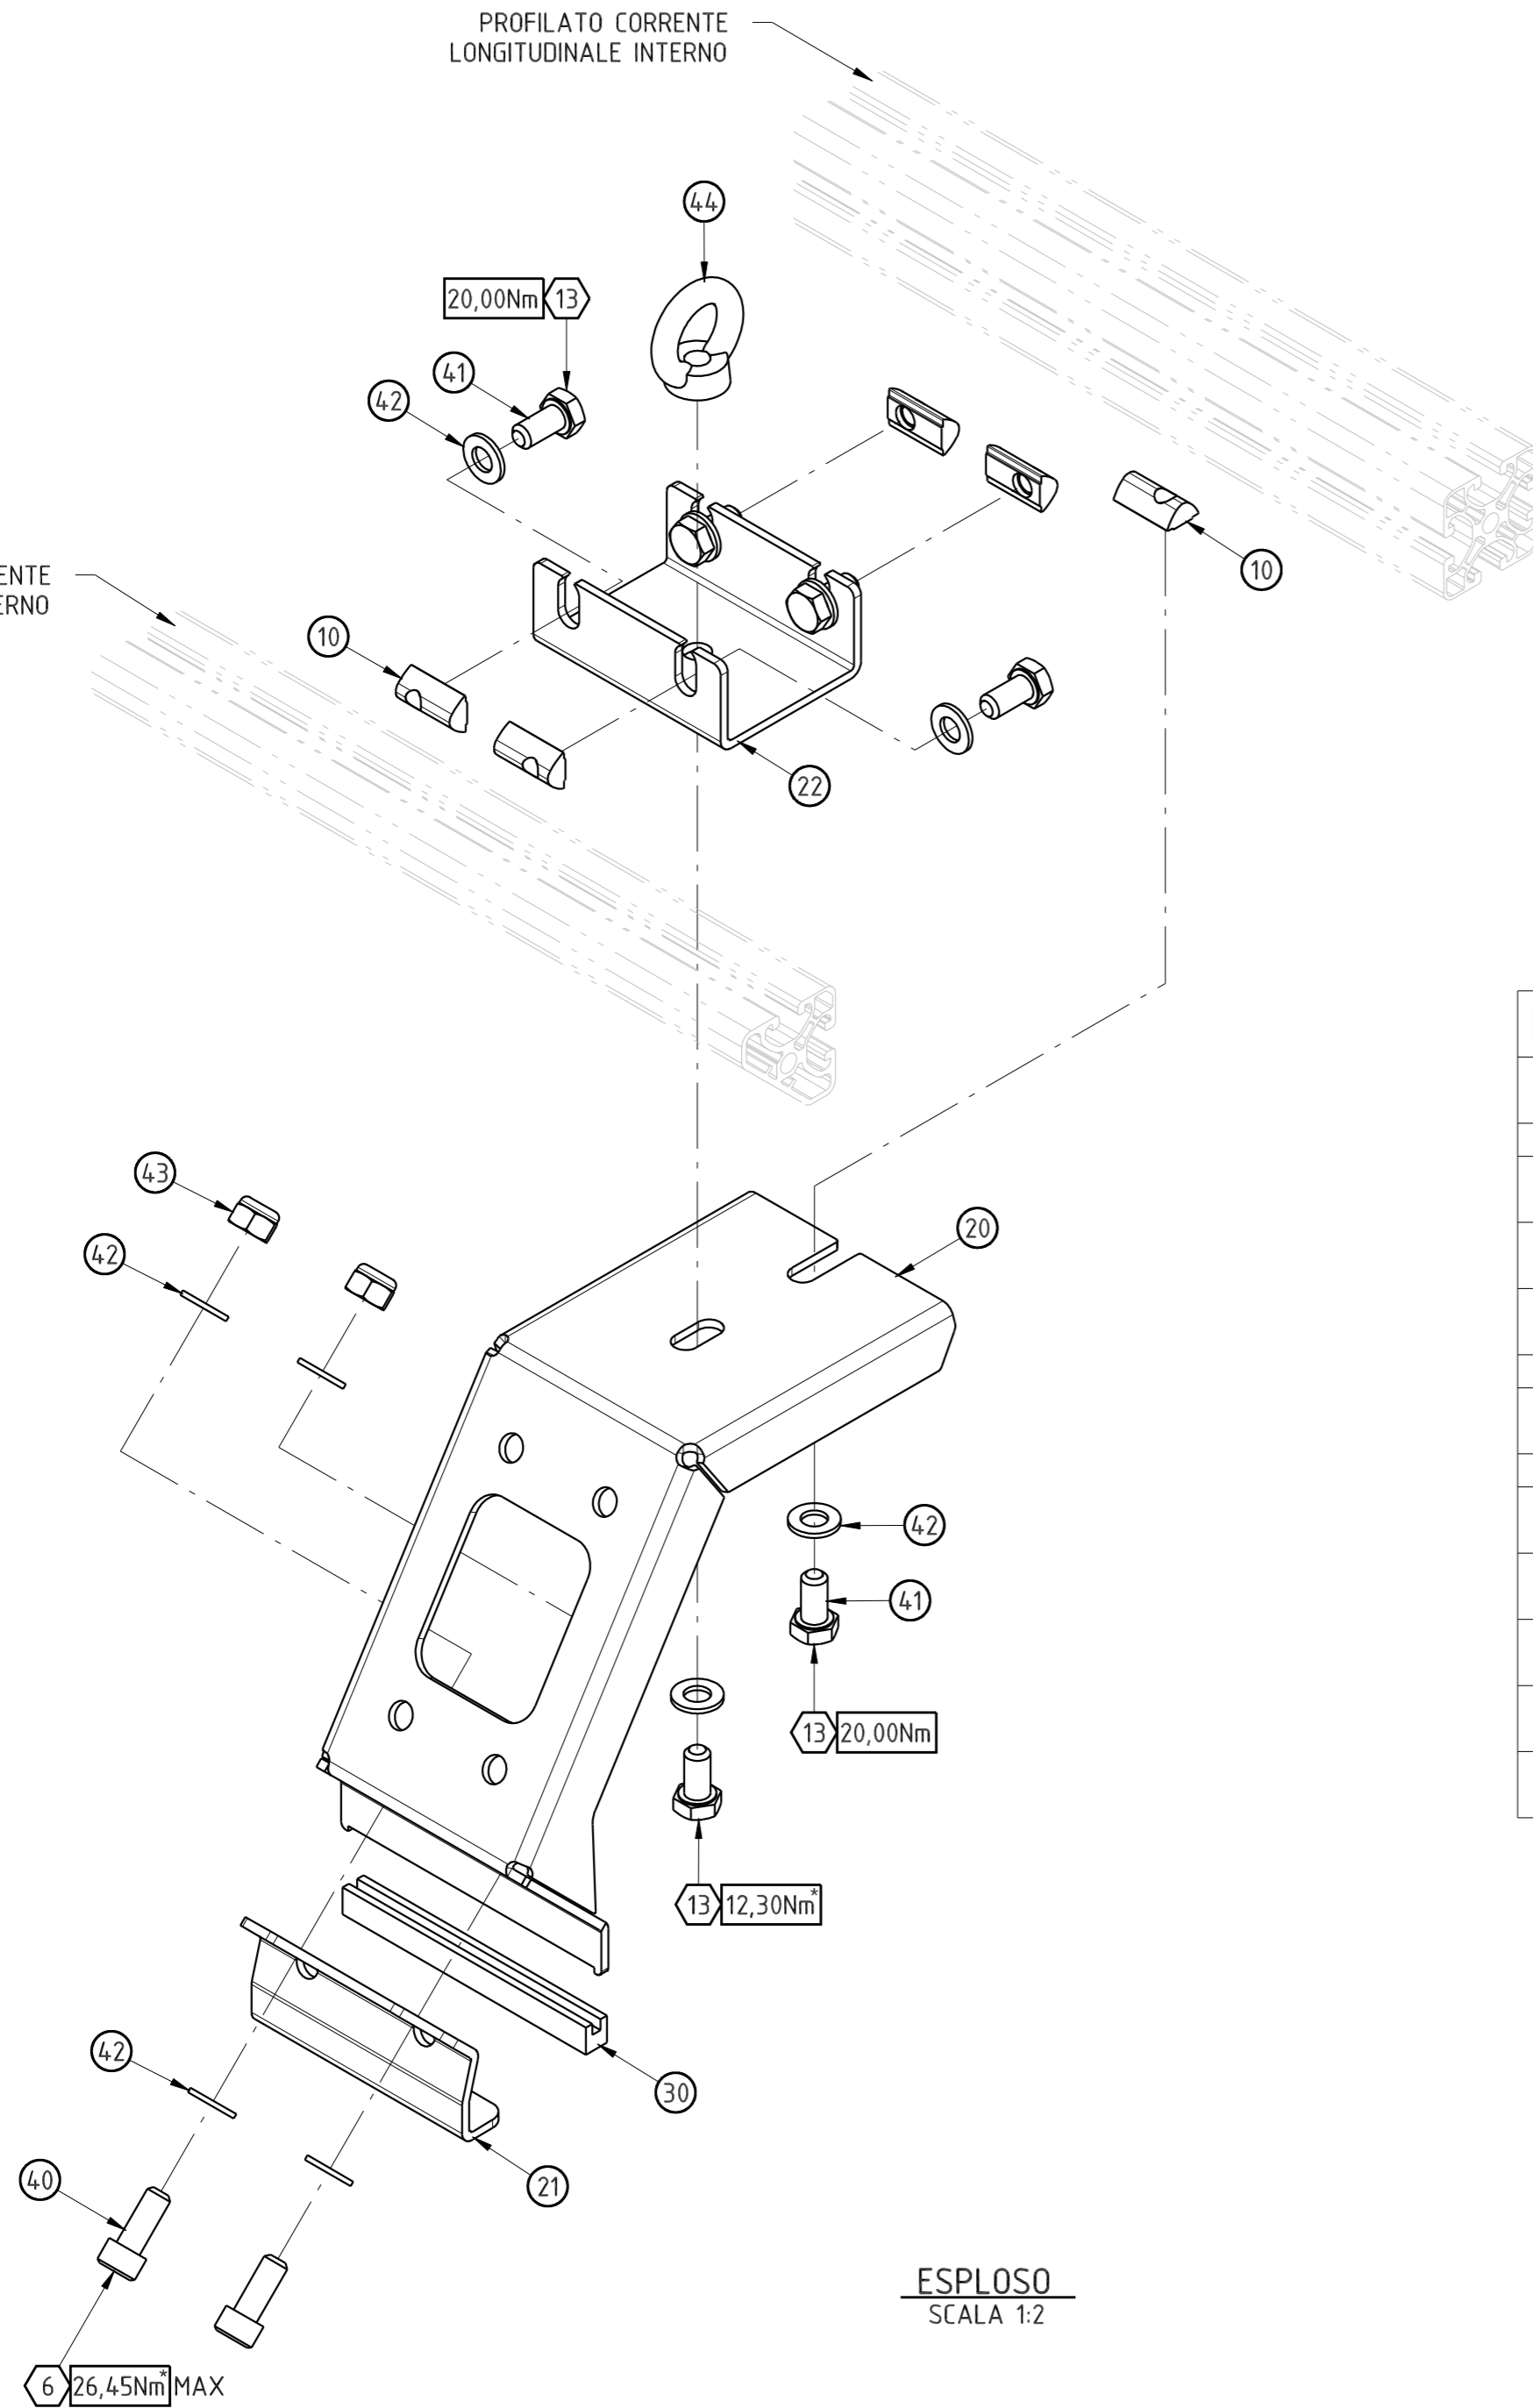 PROFILATO CORRENTE
LONGITUDINALE INTERNO
44
20,00Nm 13
41
42
10
ENTE
ERNO
10
22
43
42
20
42
41
13 20,00Nm
13 12,30Nm*
42
30
40
21
ESPLOSO
SCALA 1:2
6 26,45Nm* MAX